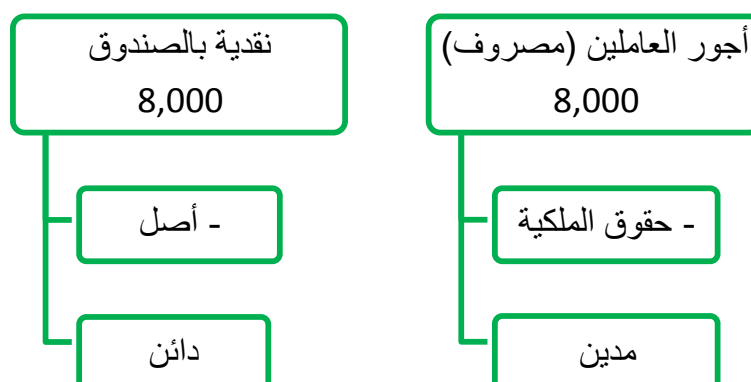 أجور العاملين (مصروف)
8,000
- حقوق الملكية
مدين
نقدية بالصندوق
8,000
- أصل
دائن